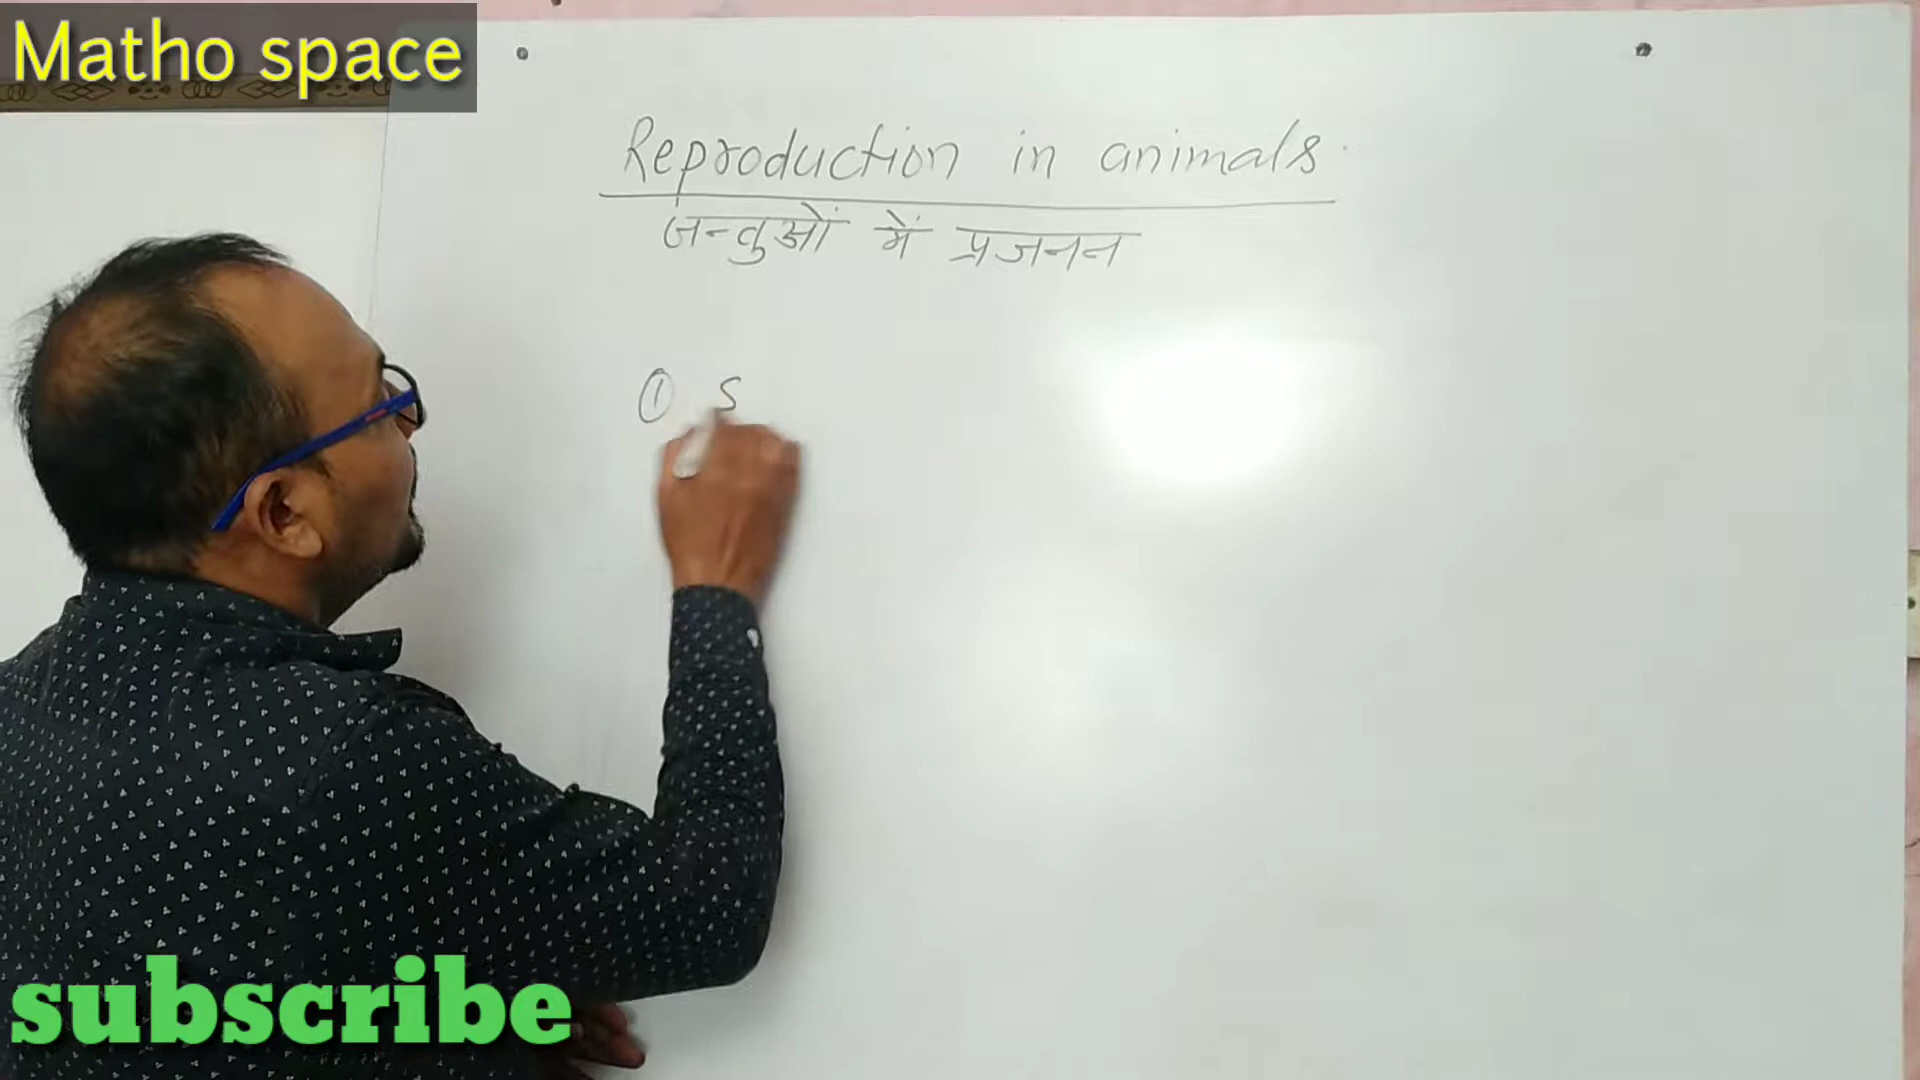 Matho space
Reproduction in animals
जन्तुओं में प्रजनन
① S
subscribe